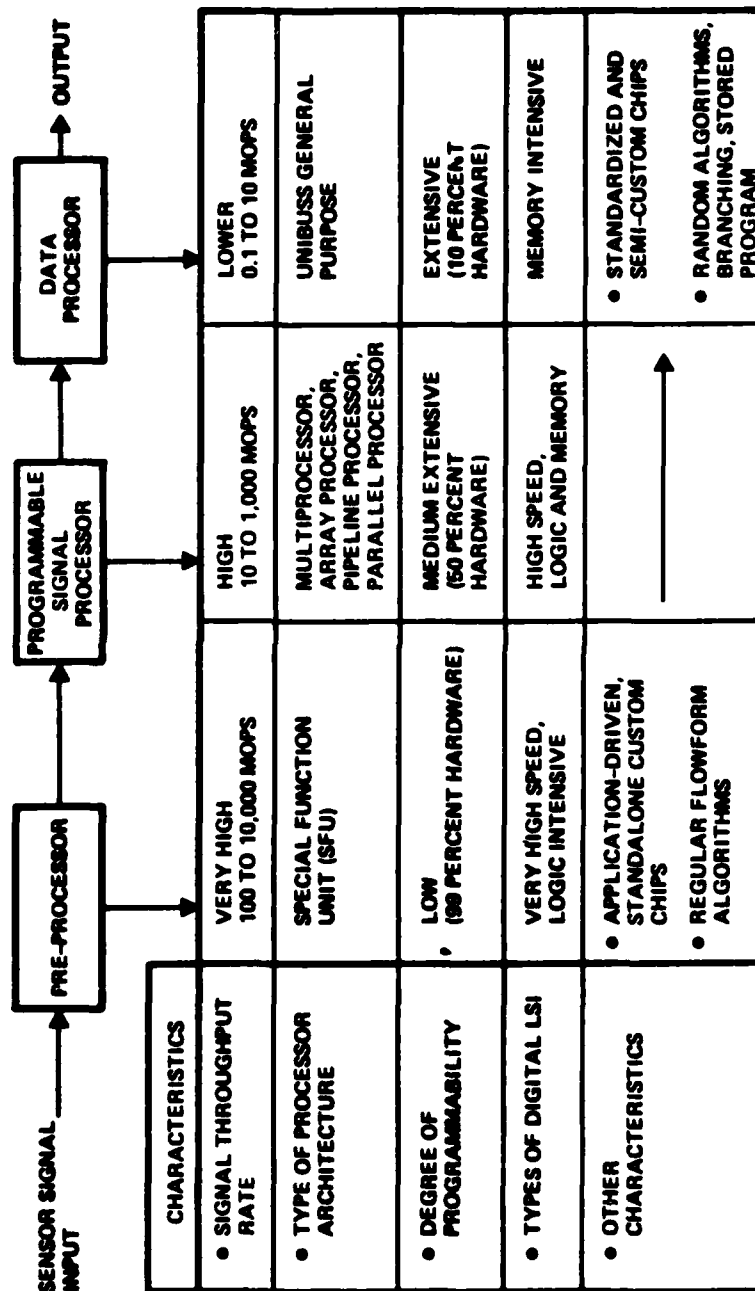 SENSOR SIGNAL
INPUT
PRE-PROCESSOR
PROGRAMMABLE
SIGNAL
PROCESSOR
DATA
PROCESSOR
OUTPUT
CHARACTERISTICS
• SIGNAL THROUGHPUT
RATE
VERY HIGH
100 TO 10,000 MOPS
HIGH
10 TO 1,000 MOPS
LOWER
0.1 TO 10 MOPS
• TYPE OF PROCESSOR
ARCHITECTURE
SPECIAL FUNCTION
UNIT (SFU)
MULTIPROCESSOR,
ARRAY PROCESSOR,
PIPELINE PROCESSOR,
PARALLEL PROCESSOR
UNIBUSS GENERAL
PURPOSE
• DEGREE OF
PROGRAMMABILITY
LOW
(99 PERCENT HARDWARE)
MEDIUM EXTENSIVE
(50 PERCENT
HARDWARE)
EXTENSIVE
(10 PERCENT
HARDWARE)
• TYPES OF DIGITAL LSI
VERY HIGH SPEED,
LOGIC INTENSIVE
HIGH SPEED,
LOGIC AND MEMORY
MEMORY INTENSIVE
• OTHER
CHARACTERISTICS
• APPLICATION-DRIVEN,
STANDALONE CUSTOM
CHIPS
• REGULAR FLOWFORM
ALGORITHMS
• STANDARDIZED AND
SEMI-CUSTOM CHIPS
• RANDOM ALGORITHMS,
BRANCHING, STORED
PROGRAM